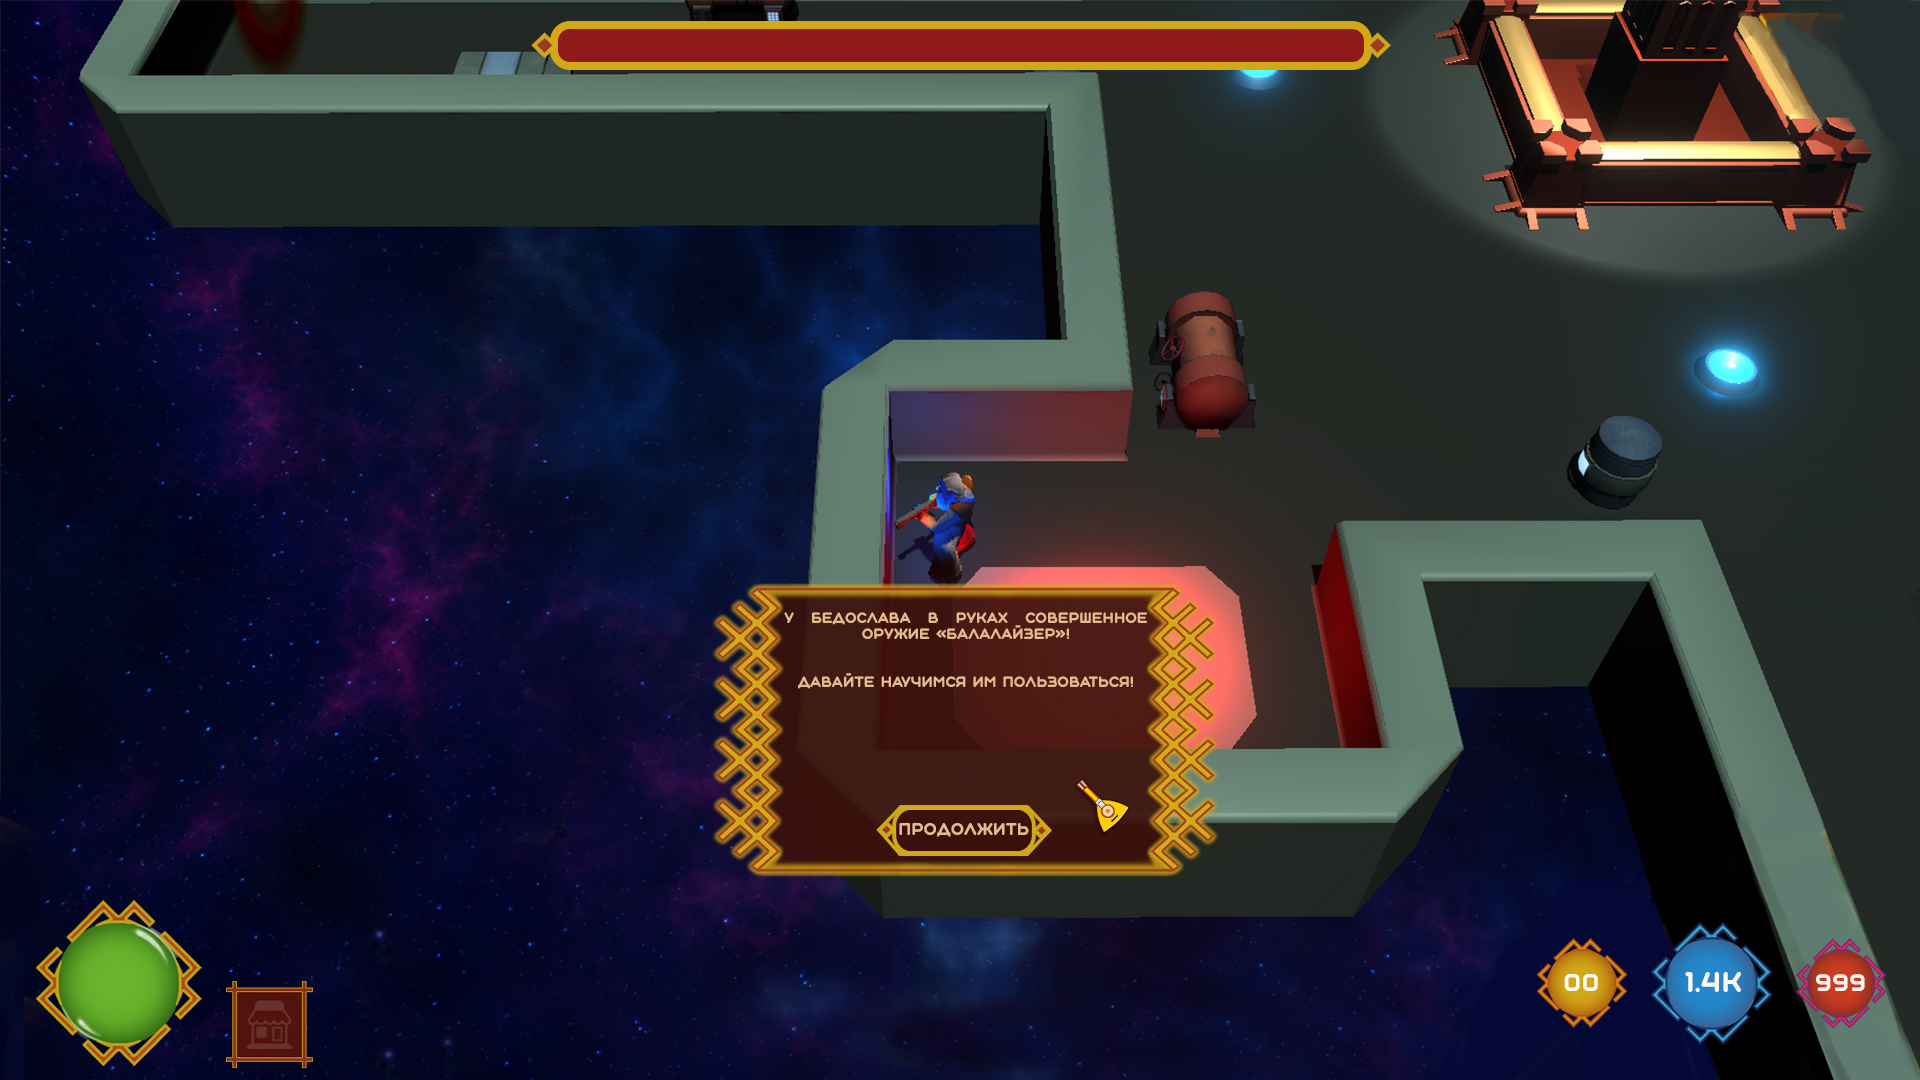 У БЕДОСЛАВА В РУКАХ СОВЕРШЕННОЕ
ОРУЖИЕ «БАЛАЛАЙЗЕР»!
ДАВАЙТЕ НАУЧИМСЯ ИМ ПОЛЬЗОВАТЬСЯ!
ПРОДОЛЖИТЬ
00
1.4K
999